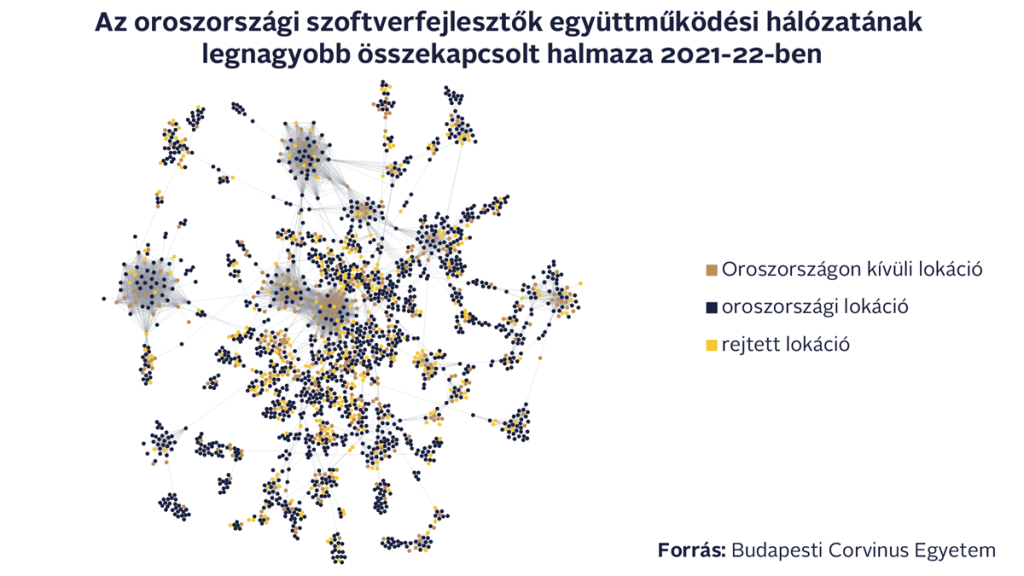 Az oroszországi szoftverfejlesztők együttműködési hálózatának
legnagyobb összekapcsolt halmaza 2021-22-ben
Oroszországon kívüli lokáció
oroszországi lokáció
rejtett lokáció
Forrás: Budapesti Corvinus Egyetem